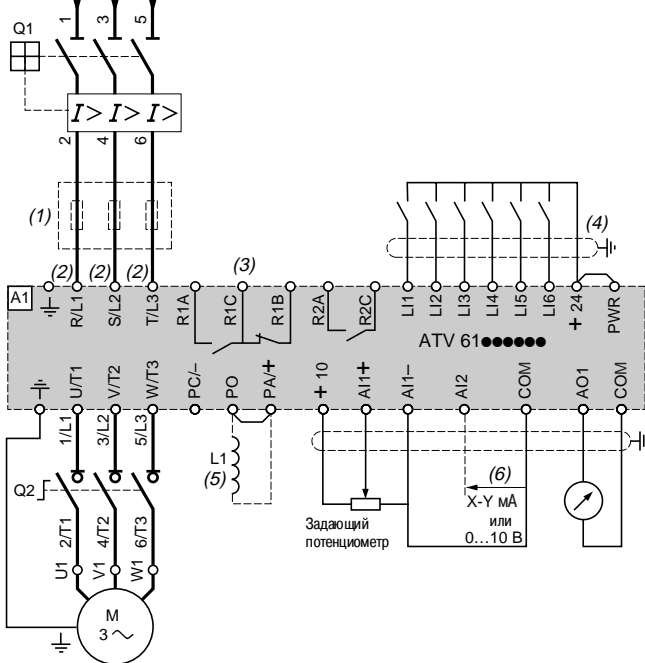 1 3 5
Q1
I> I> I>
2 4 6
(1)
(4)
(2) (2) (2) (3)
A1
R/L1 S/L2 T/L3 R1A R1C R1B R2A R2C LI1 LI2 LI3 LI4 LI5 LI6 +24 PWR
ATV 61●●●●●●
U/T1 V/T2 W/T3 PC/– PO PA/+ +10 AI1+ AI1– AI2 COM AO1 COM
1/L1 3/L2 5/L3
L1
(5)
(6)
Q2
X-Y мА
или
0…10 В
Задающий
потенциометр
2/T1 4/T2 6/T3
U1 V1 W1
M
3 ~